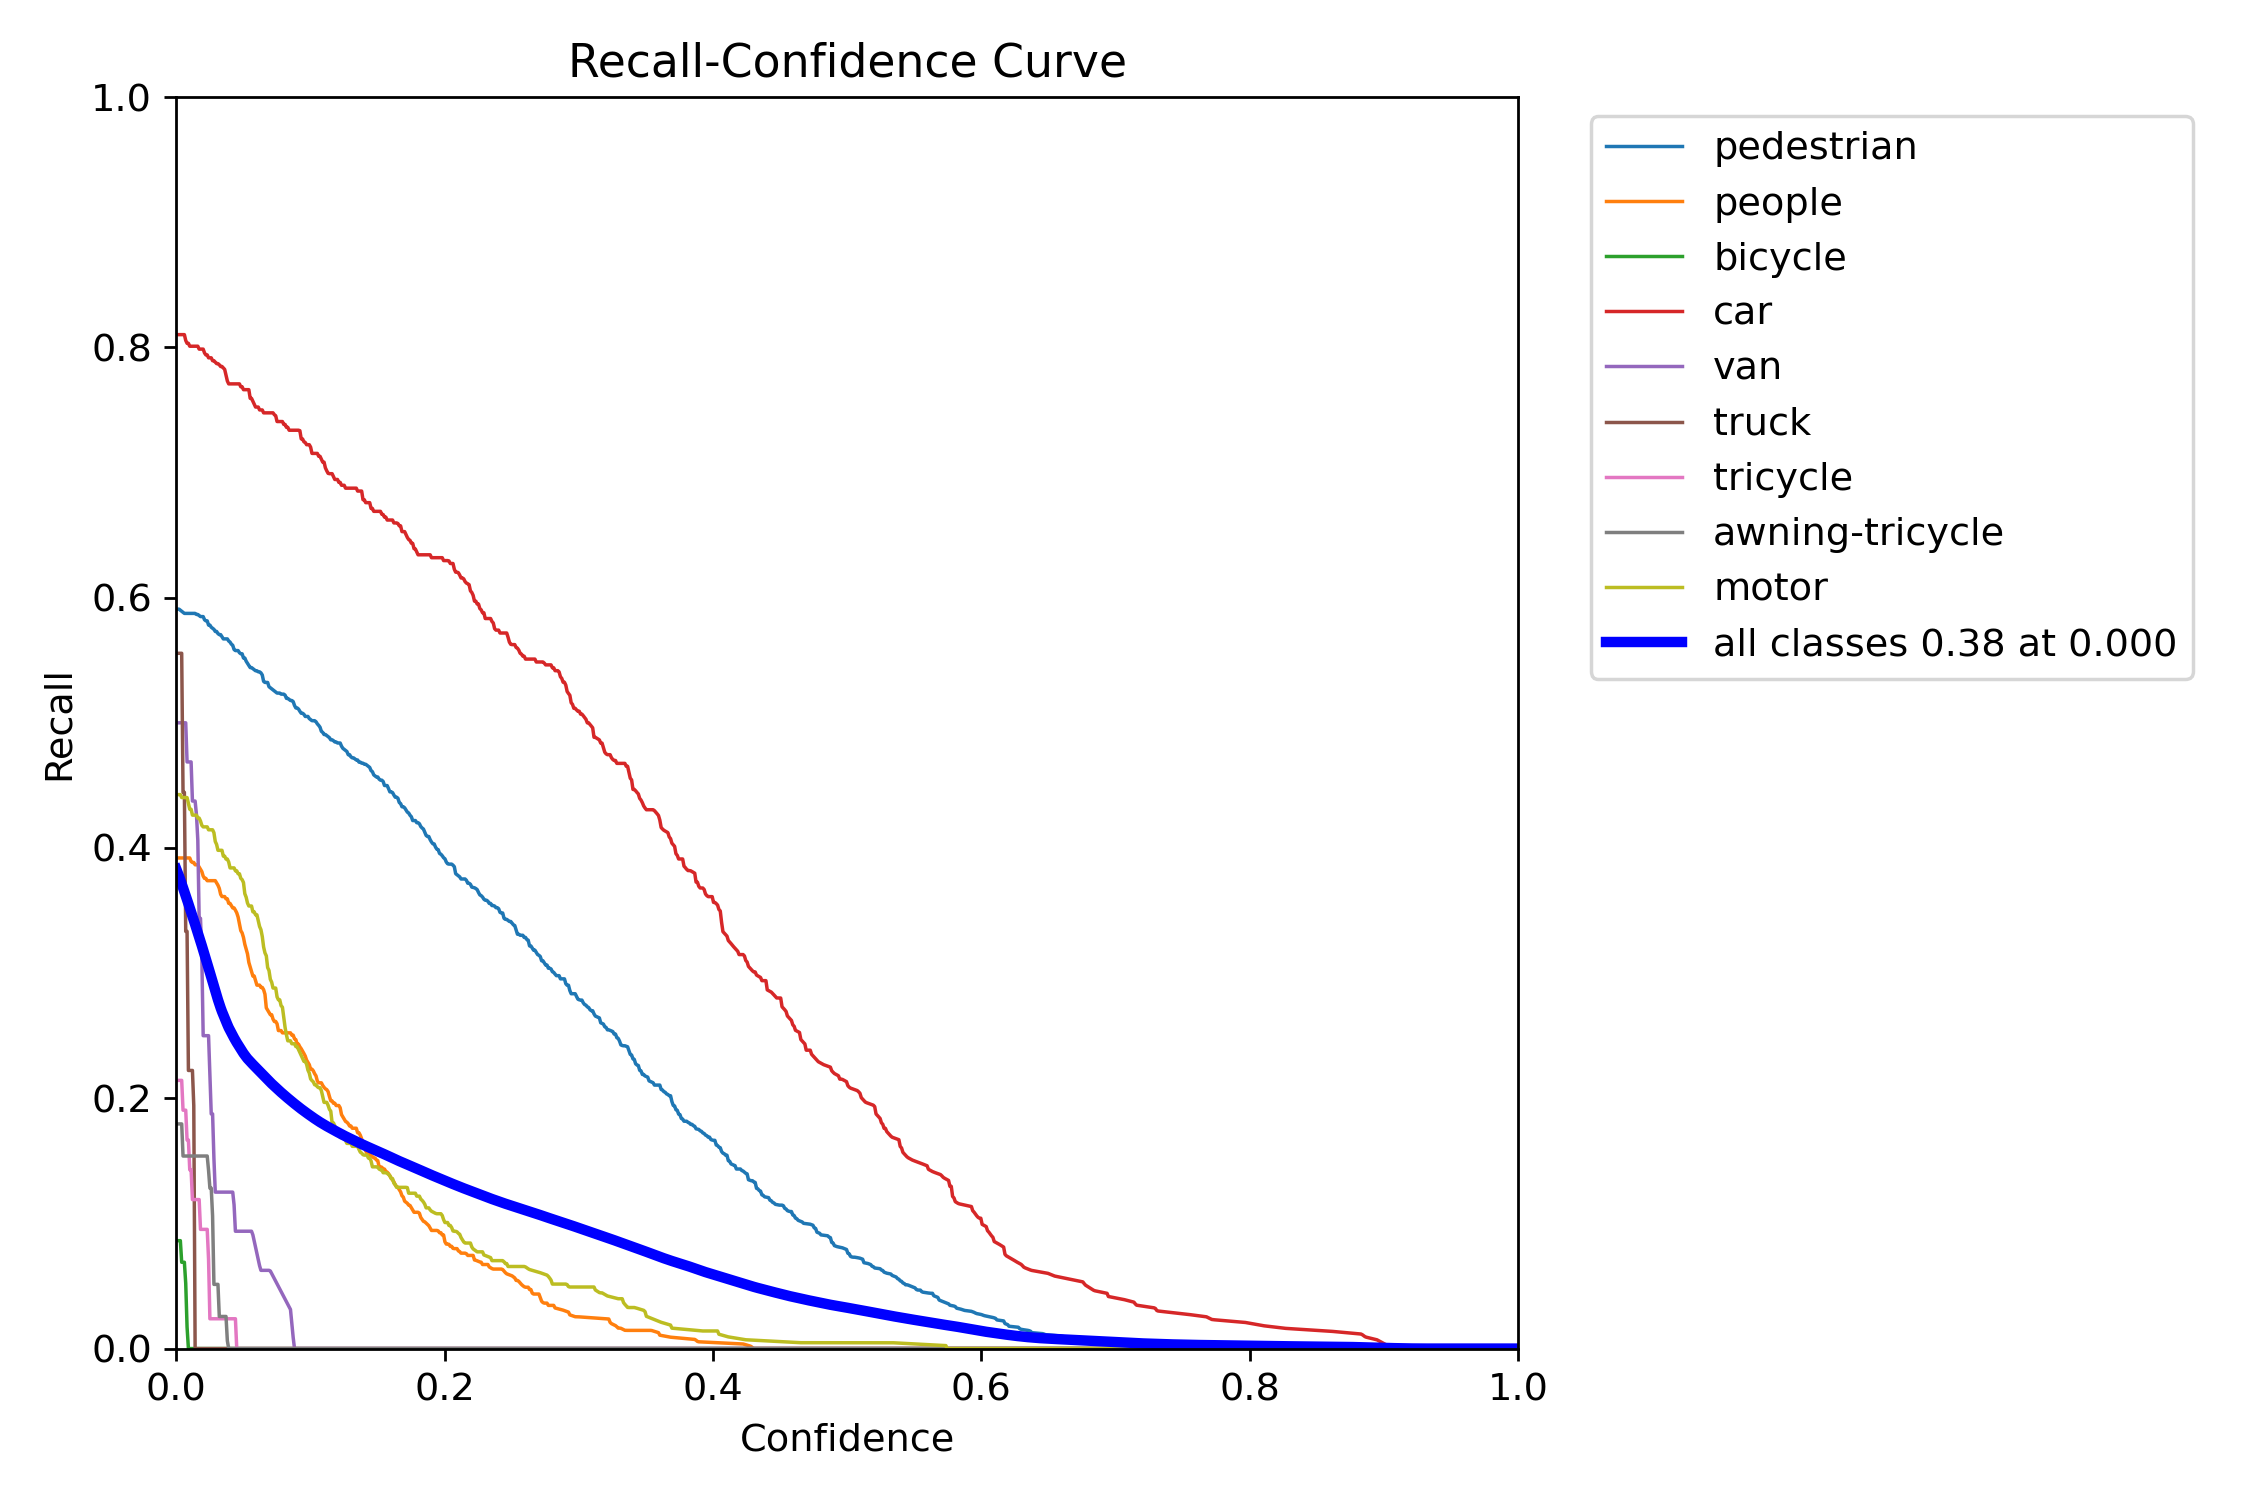 Recall-Confidence Curve
1.0
0.8
0.6
0.4
0.2
0.0
Recall
0.0 0.2 0.4 0.6 0.8 1.0
Confidence
pedestrian
people
bicycle
car
van
truck
tricycle
awning-tricycle
motor
all classes 0.38 at 0.000